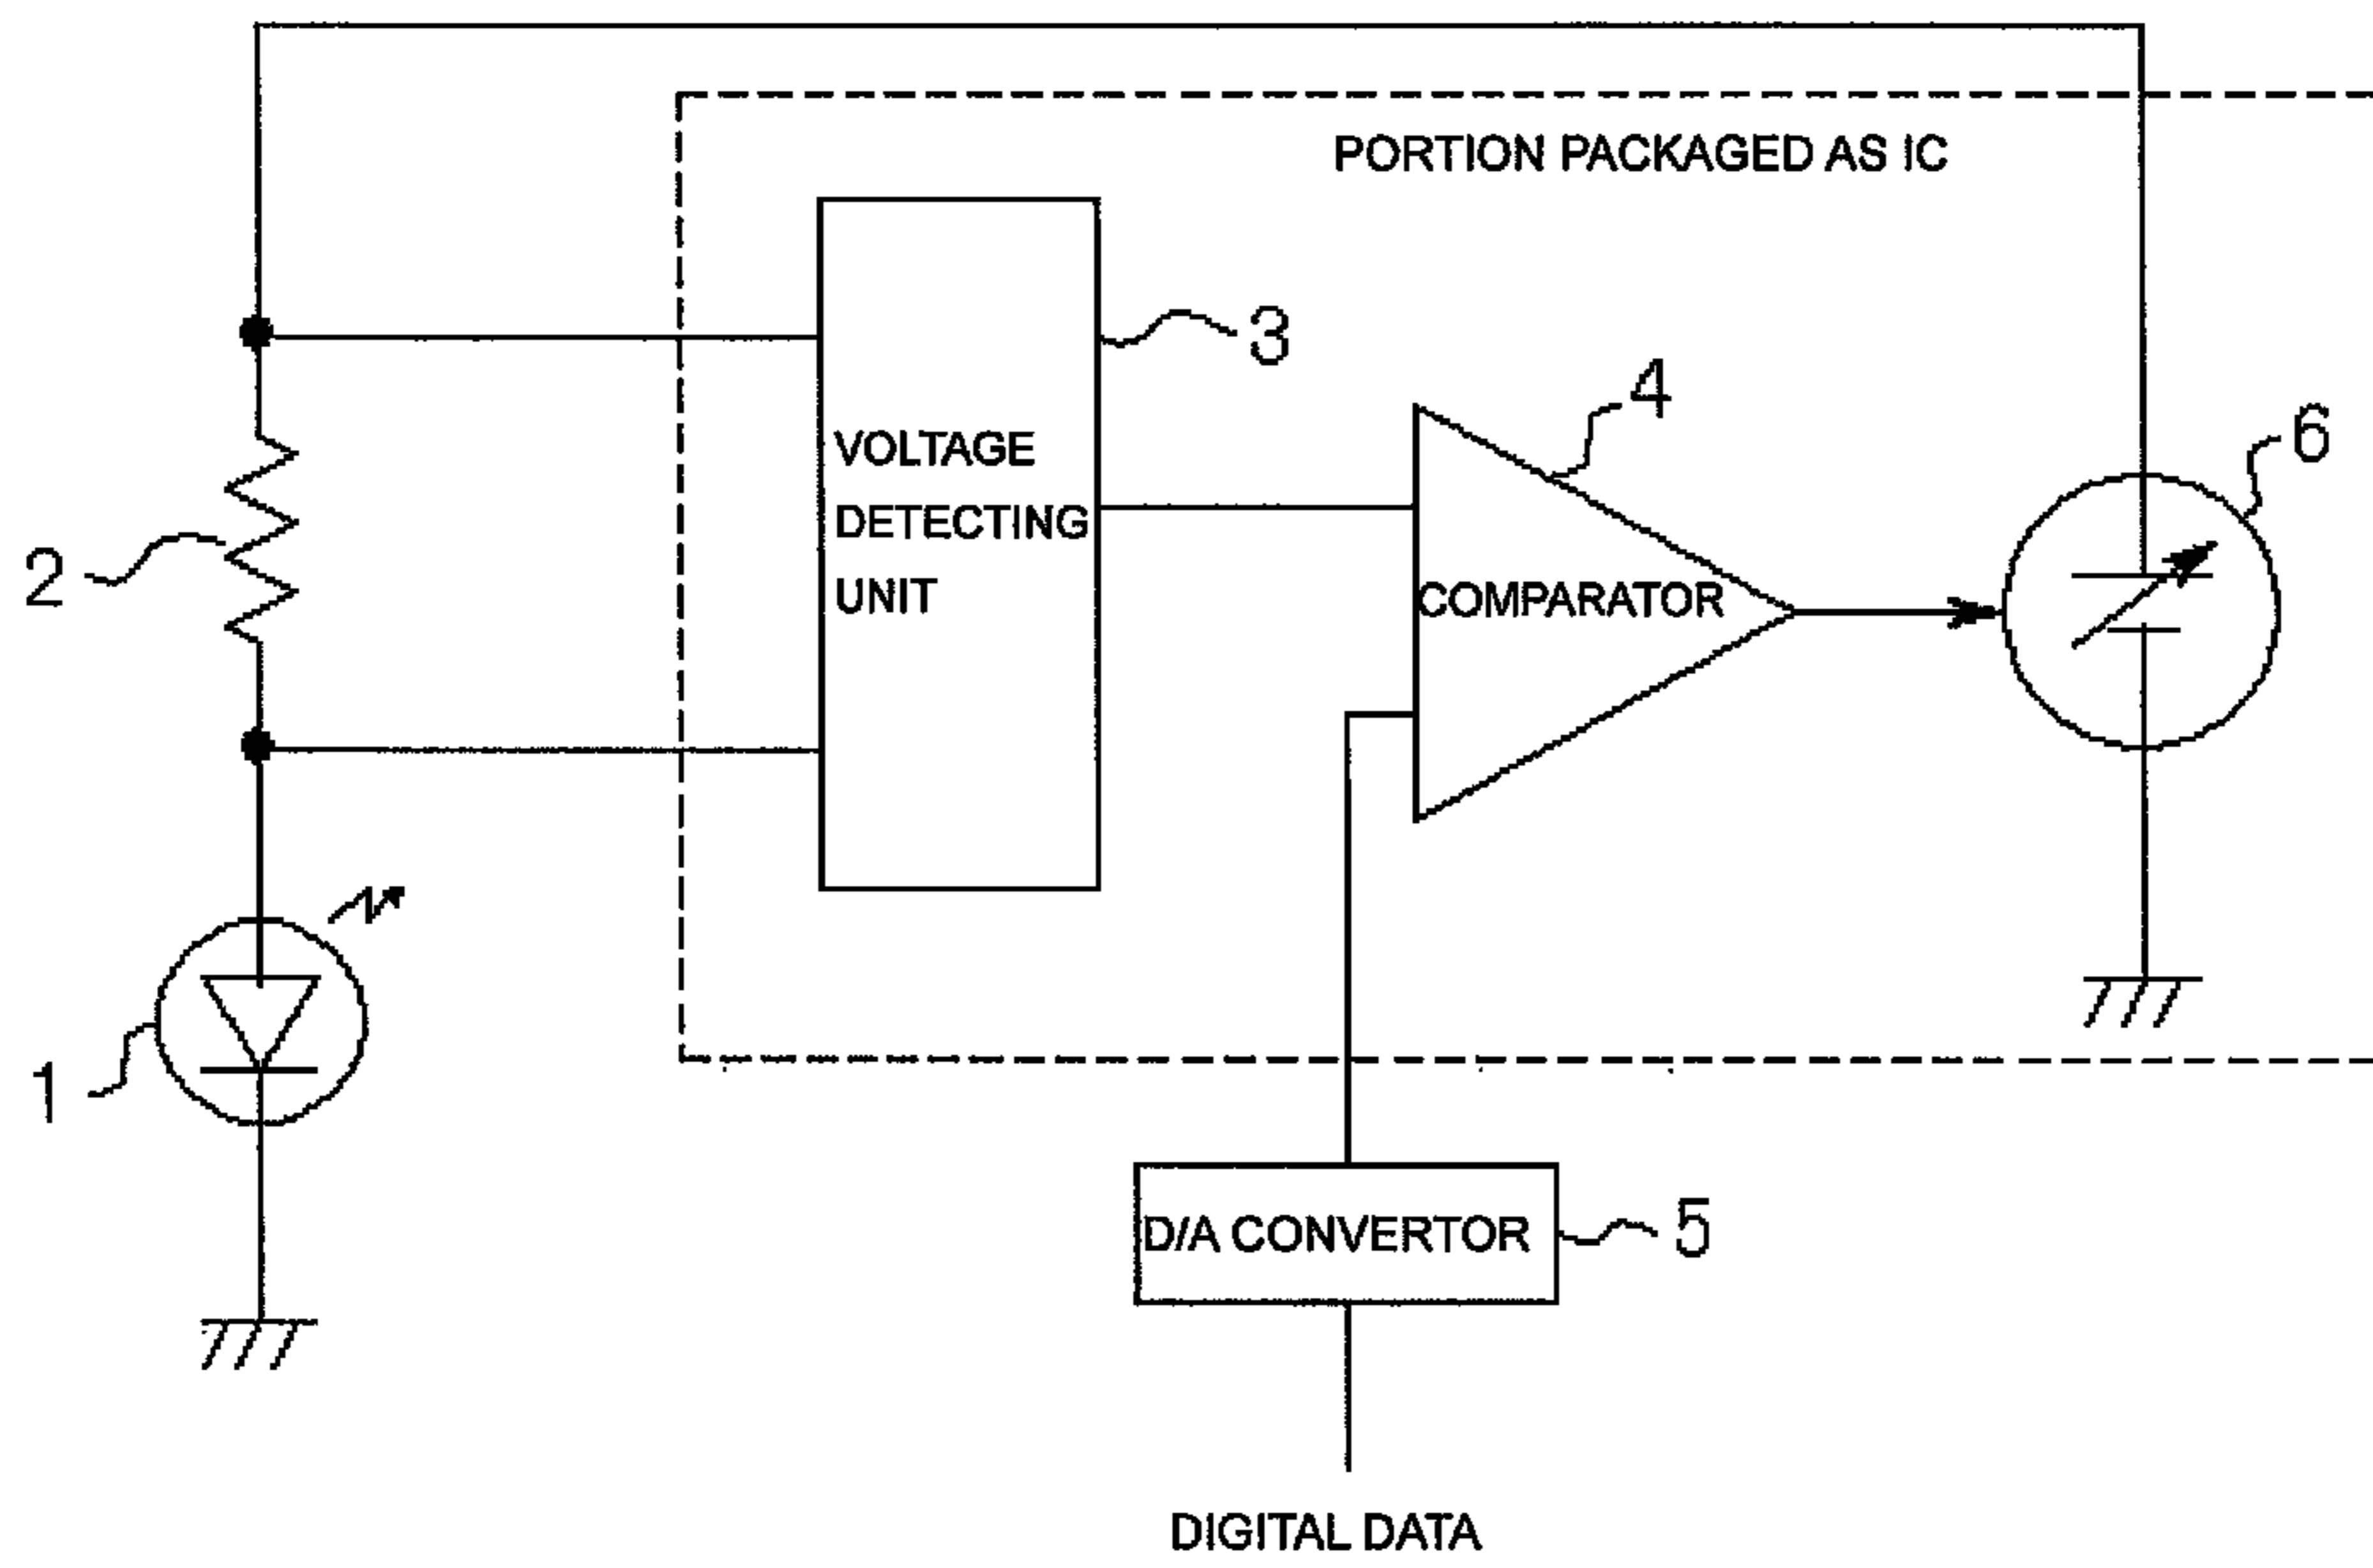 PORTION PACKAGED AS IC
3
4
6
VOLTAGE
DETECTING
UNIT
2
COMPARATOR
1
D/A CONVERTOR
5
DIGITAL DATA